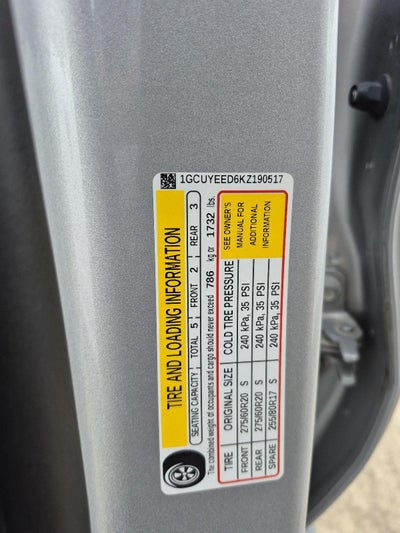 1GCUYEED6KZ190517
TIRE AND LOADING INFORMATION
SEATING CAPACITY TOTAL 5 FRONT 2 REAR 3
The combined weight of occupants and cargo should never exceed 786 kg or 1732 lbs.
TIRE ORIGINAL SIZE COLD TIRE PRESSURE
FRONT 275/60R20 S 240 kPa, 35 PSI
REAR 275/60R20 S 240 kPa, 35 PSI
SPARE 255/80R17 S 240 kPa, 35 PSI
SEE OWNER'S
MANUAL FOR
ADDITIONAL
INFORMATION